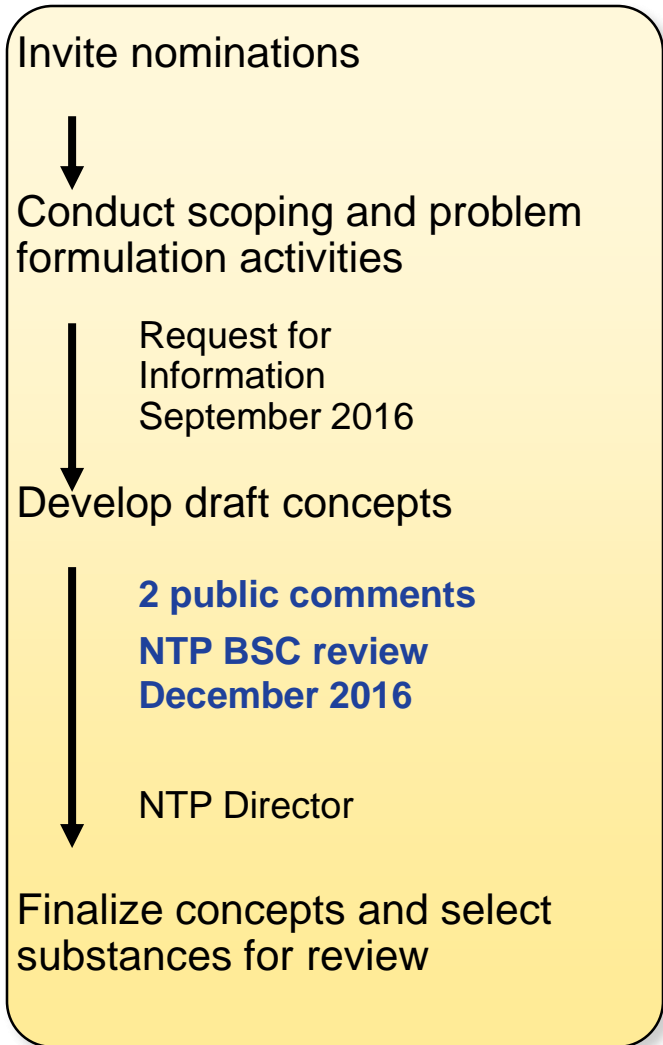 Invite nominations
Conduct scoping and problem
formulation activities
Request for
Information
September 2016
Develop draft concepts
2 public comments
NTP BSC review
December 2016
NTP Director
Finalize concepts and select
substances for review